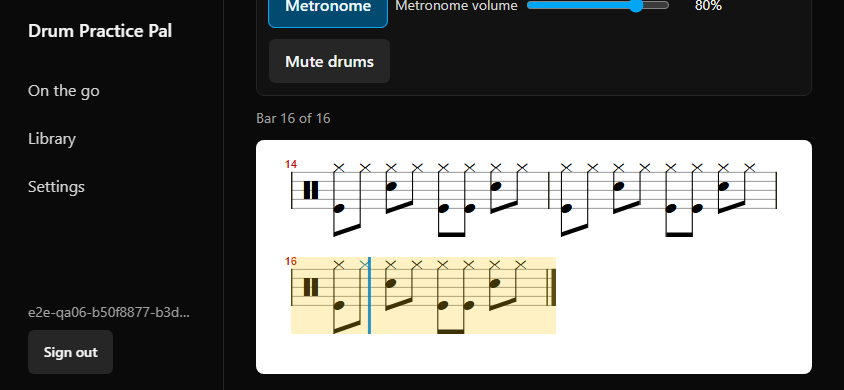 Drum Practice Pal
On the go
Library
Settings
e2e-qa06-b50f8877-b3d...
Sign out
Metronome
Metronome volume
80%
Mute drums
Bar 16 of 16
14
16